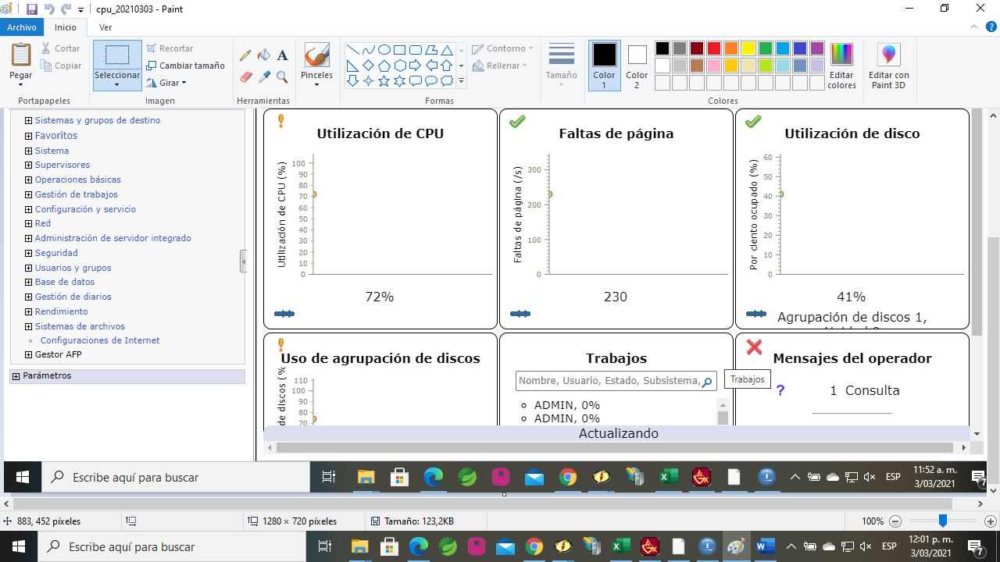 cpu_20210303 - Paint
Archivo
Inicio
Ver
Pegar
Cortar
Copiar
Portapapeles
Seleccionar
Recortar
Cambiar tamaño
Girar
Imagen
A
Herramientas
Pinceles
Contorno
Rellenar
Formas
Tamaño
Color 1
Color 2
Editar colores
Colores
Editar con Paint 3D
Sistemas y grupos de destino
Favoritos
Sistema
Supervisores
Operaciones básicas
Gestión de trabajos
Configuración y servicio
Red
Administración de servidor integrado
Seguridad
Usuarios y grupos
Base de datos
Gestión de diarios
Rendimiento
Sistemas de archivos
Configuraciones de Internet
Gestor AFP
Parámetros
Utilización de CPU
Utilización de CPU (%)
100
90
80
70
60
50
40
30
20
10
0
72%
Faltas de página
Faltas de página (/s)
300
200
100
0
230
Utilización de disco
Por ciento ocupado (%)
60
50
40
30
20
10
0
41%
Agrupación de discos 1,
Uso de agrupación de discos
de discos (%
110
100
90
80
70
Trabajos
Nombre, Usuario, Estado, Subsistema,
ADMIN, 0%
ADMIN, 0%
Trabajos
Mensajes del operador
? 1 Consulta
Actualizando
Escribe aquí para buscar
ESP
11:52 a. m.
3/03/2021
7
883, 452 píxeles
1280 × 720 píxeles
Tamaño: 123,2KB
100%
Escribe aquí para buscar
ESP
12:01 p. m.
3/03/2021
7